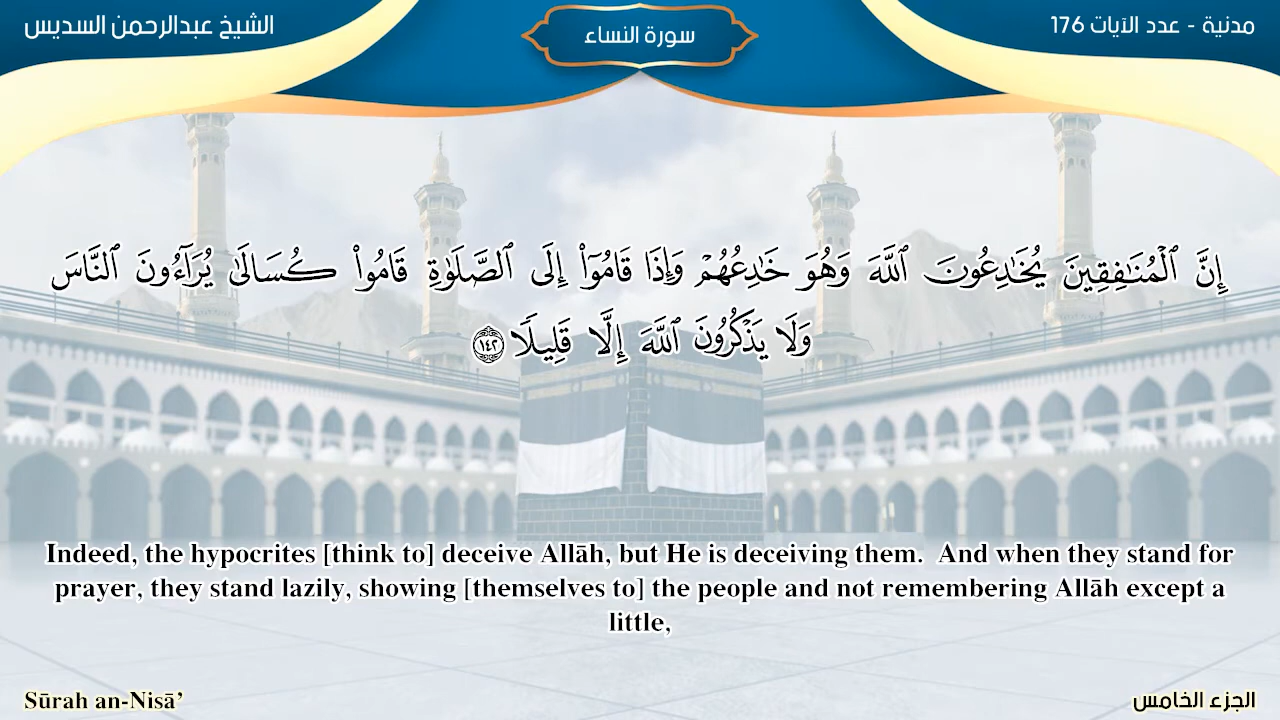 الشيخ عبدالرحمن السديس
سورة النساء
مدنية - عدد الآيات 176
إِنَّ ٱلْمُنَـٰفِقِينَ يُخَـٰدِعُونَ ٱللَّهَ وَهُوَ خَـٰدِعُهُمْ وَإِذَا قَامُوٓا۟ إِلَى ٱلصَّلَوٰةِ قَامُوا۟ كُسَالَىٰ يُرَآءُونَ ٱلنَّاسَ
وَلَا يَذْكُرُونَ ٱللَّهَ إِلَّا قَلِيلًا ١٤٢
Indeed, the hypocrites [think to] deceive Allāh, but He is deceiving them.  And when they stand for
prayer, they stand lazily, showing [themselves to] the people and not remembering Allāh except a
little,
Sūrah an-Nisā’
الجزء الخامس